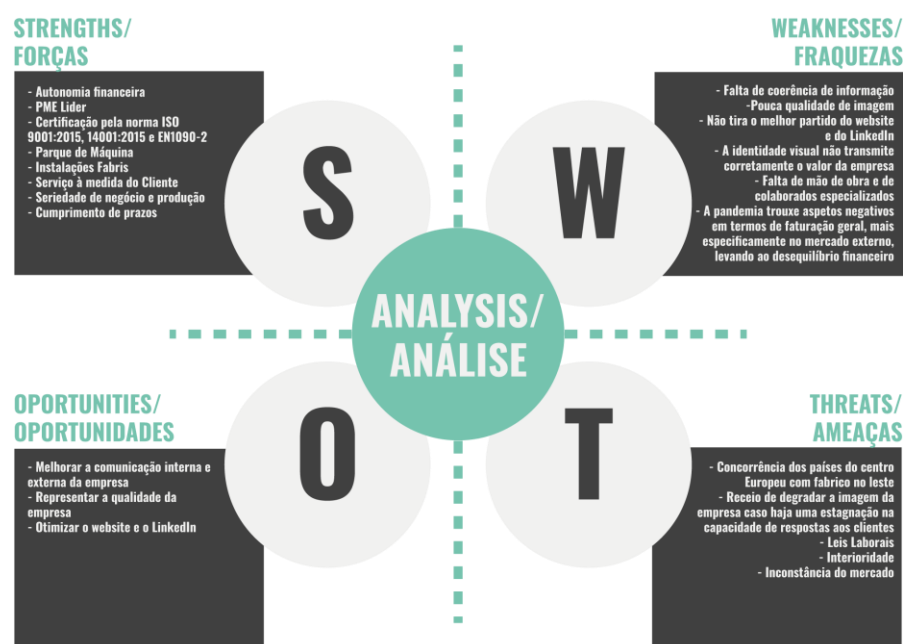 STRENGTHS/
FORÇAS
- Autonomia financeira
- PME Lider
- Certificação pela norma ISO
9001:2015, 14001:2015 e EN1090-2
- Parque de Máquina
- Instalações Fabris
- Serviço à medida do Cliente
- Seriedade de negócio e produção
- Cumprimento de prazos
S
WEAKNESSES/
FRAQUEZAS
- Falta de coerência de informação
-Pouca qualidade de imagem
- Não tira o melhor partido do website
e do LinkedIn
- A identidade visual não transmite
corretamente o valor da empresa
- Falta de mão de obra e de
colaborados especializados
- A pandemia trouxe aspetos negativos
em termos de faturação geral, mais
especificamente no mercado externo,
levando ao desequilíbrio financeiro
W
ANALYSIS/
ANÁLISE
OPORTUNITIES/
OPORTUNIDADES
- Melhorar a comunicação interna e
externa da empresa
- Representar a qualidade da
empresa
- Otimizar o website e o LinkedIn
O
THREATS/
AMEAÇAS
- Concorrência dos países do centro
Europeu com fabrico no leste
- Receio de degradar a imagem da
empresa caso haja uma estagnação na
capacidade de respostas aos clientes
- Leis Laborais
- Interioridade
- Inconstância do mercado
T